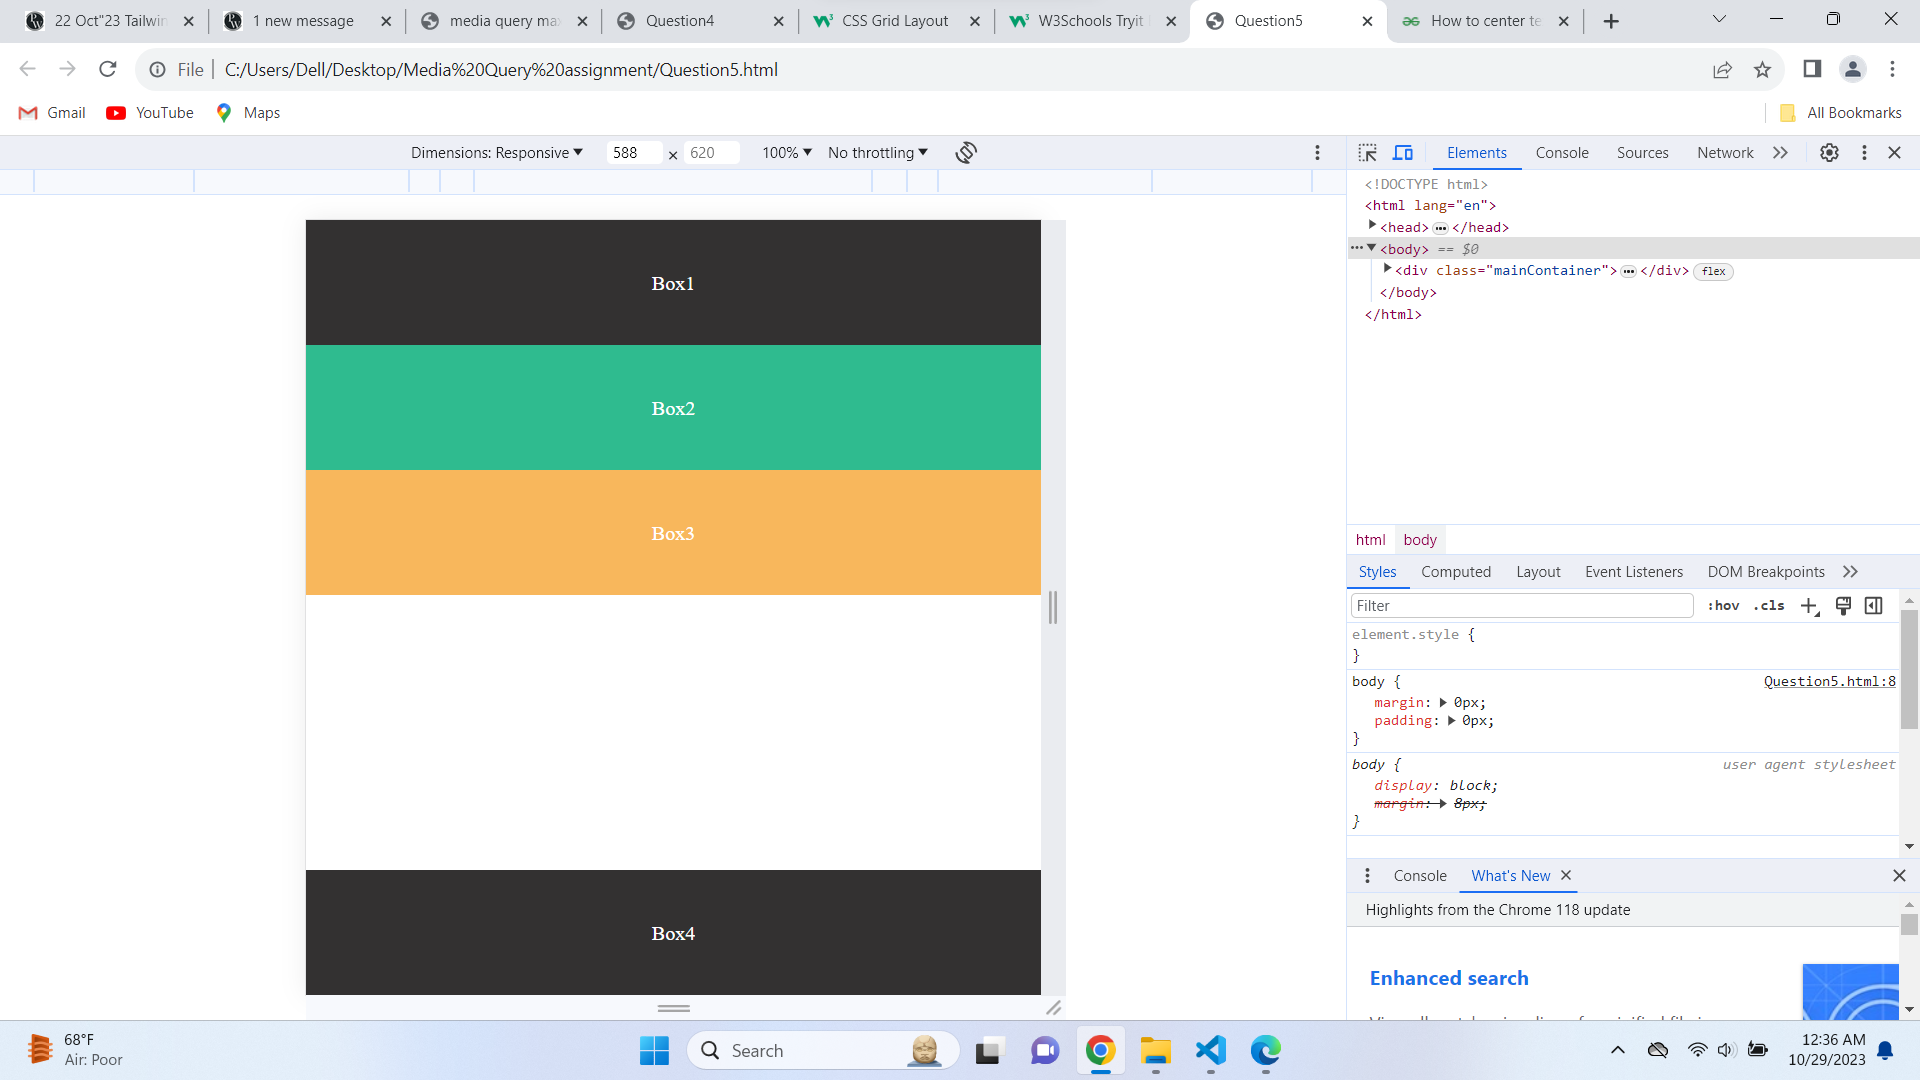 22 Oct"23 Tailwin
1 new message
media query max
Question4
CSS Grid Layout
W3Schools Tryit
Question5
How to center te
File
C:/Users/Dell/Desktop/Media%20Query%20assignment/Question5.html
Gmail
YouTube
Maps
All Bookmarks
Dimensions: Responsive
588 × 620
100%
No throttling
Elements
Console
Sources
Network
<!DOCTYPE html>
<html lang="en">
<head> ••• </head>
••• <body> == $0
<div class="mainContainer"> ••• </div> flex
</body>
</html>
Box1
Box2
Box3
Box4
html
body
Styles
Computed
Layout
Event Listeners
DOM Breakpoints
Filter
:hov
.cls
element.style {
}
body {
Question5.html:8
margin: 0px;
padding: 0px;
}
body {
user agent stylesheet
display: block;
margin: 8px;
}
Console
What's New
Highlights from the Chrome 118 update
Enhanced search
68°F
Air: Poor
Search
12:36 AM
10/29/2023